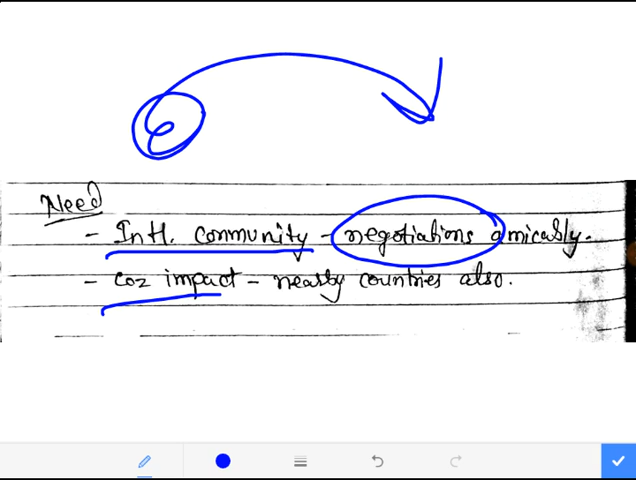 Need
- Intl. community - negotiations amicably.
- coz impact - nearby countries also.